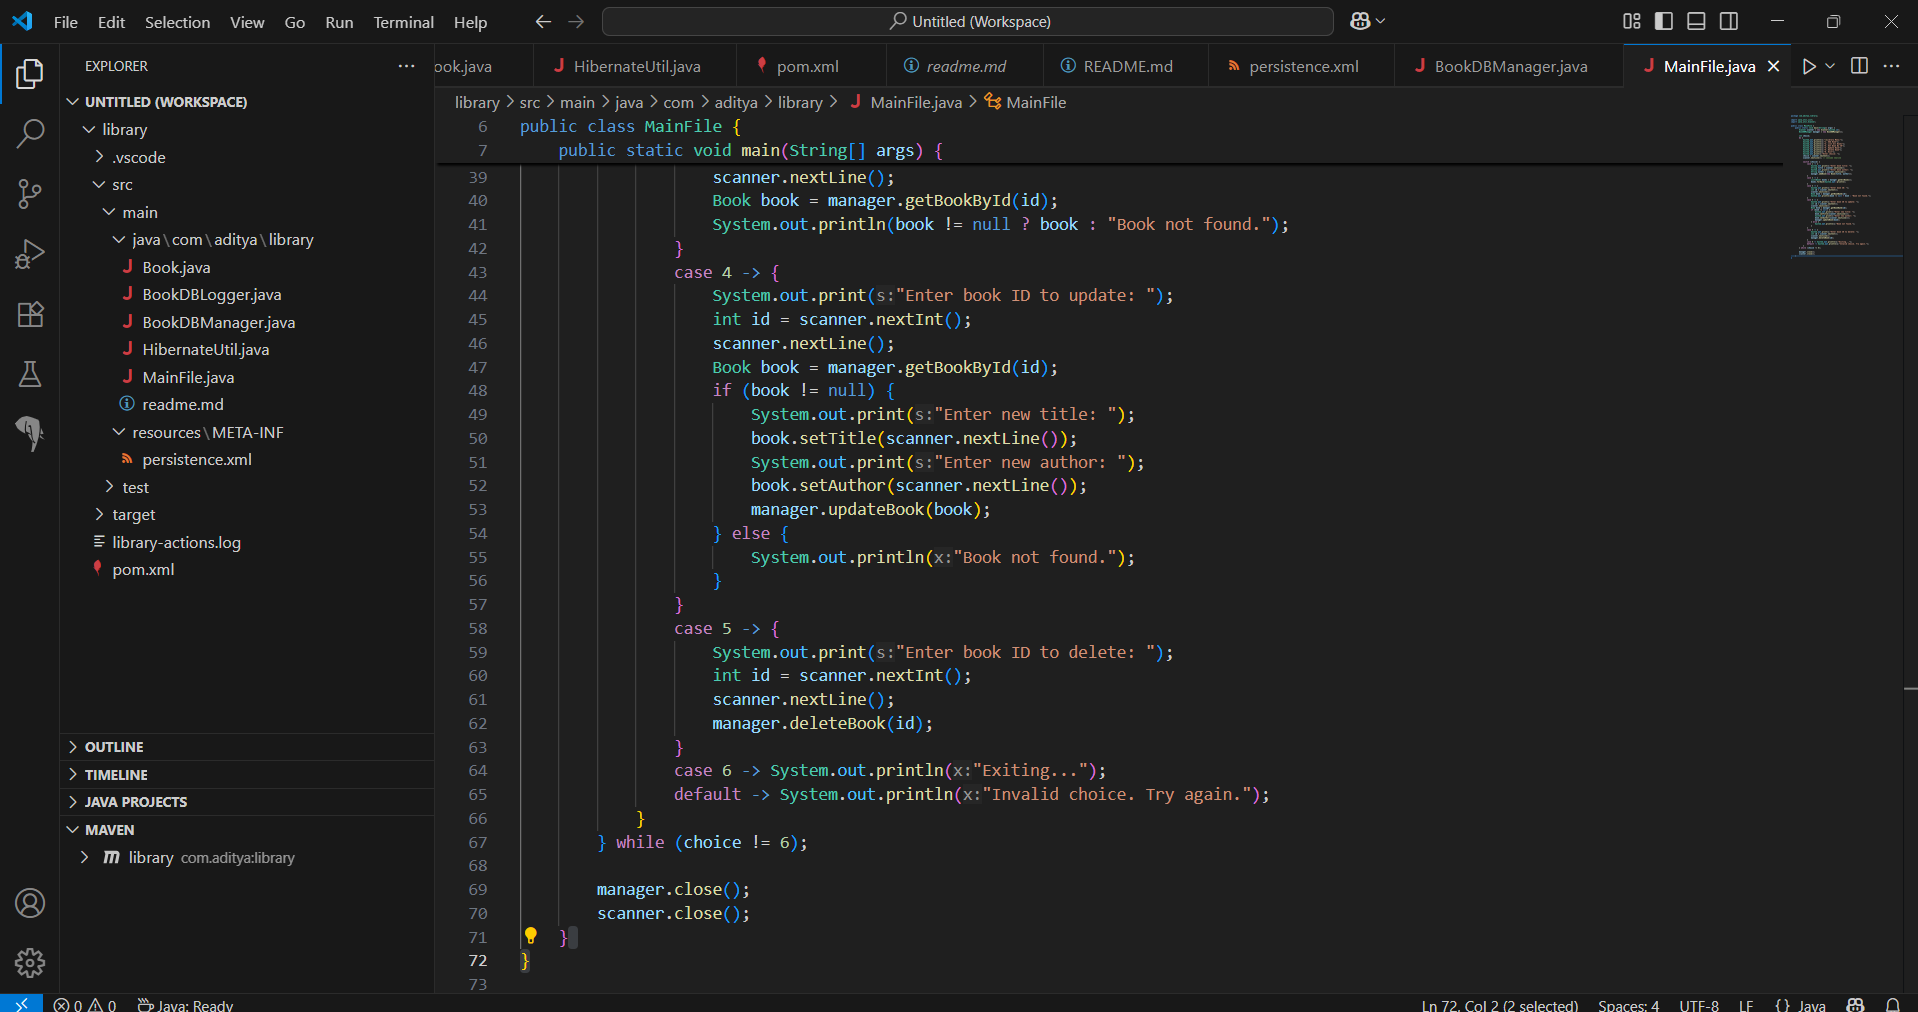 File Edit Selection View Go Run Terminal Help
Untitled (Workspace)
EXPLORER
UNTITLED (WORKSPACE)
library
.vscode
src
main
java\com\aditya\library
Book.java
BookDBLogger.java
BookDBManager.java
HibernateUtil.java
MainFile.java
readme.md
resources\META-INF
persistence.xml
test
target
library-actions.log
pom.xml
OUTLINE
TIMELINE
JAVA PROJECTS
MAVEN
library com.aditya:library
ook.java HibernateUtil.java pom.xml readme.md README.md persistence.xml BookDBManager.java MainFile.java
library > src > main > java > com > aditya > library > MainFile.java > MainFile
6 public class MainFile {
7 public static void main(String[] args) {
39 scanner.nextLine();
40 Book book = manager.getBookById(id);
41 System.out.println(book != null ? book : "Book not found.");
42 }
43 case 4 -> {
44 System.out.print(s:"Enter book ID to update: ");
45 int id = scanner.nextInt();
46 scanner.nextLine();
47 Book book = manager.getBookById(id);
48 if (book != null) {
49 System.out.print(s:"Enter new title: ");
50 book.setTitle(scanner.nextLine());
51 System.out.print(s:"Enter new author: ");
52 book.setAuthor(scanner.nextLine());
53 manager.updateBook(book);
54 } else {
55 System.out.println(x:"Book not found.");
56 }
57 }
58 case 5 -> {
59 System.out.print(s:"Enter book ID to delete: ");
60 int id = scanner.nextInt();
61 scanner.nextLine();
62 manager.deleteBook(id);
63 }
64 case 6 -> System.out.println(x:"Exiting...");
65 default -> System.out.println(x:"Invalid choice. Try again.");
66 }
67 } while (choice != 6);
68
69 manager.close();
70 scanner.close();
71 }
72 }
73
0 0 Java: Ready
Ln 72, Col 2 (2 selected) Spaces: 4 UTF-8 LF {} Java